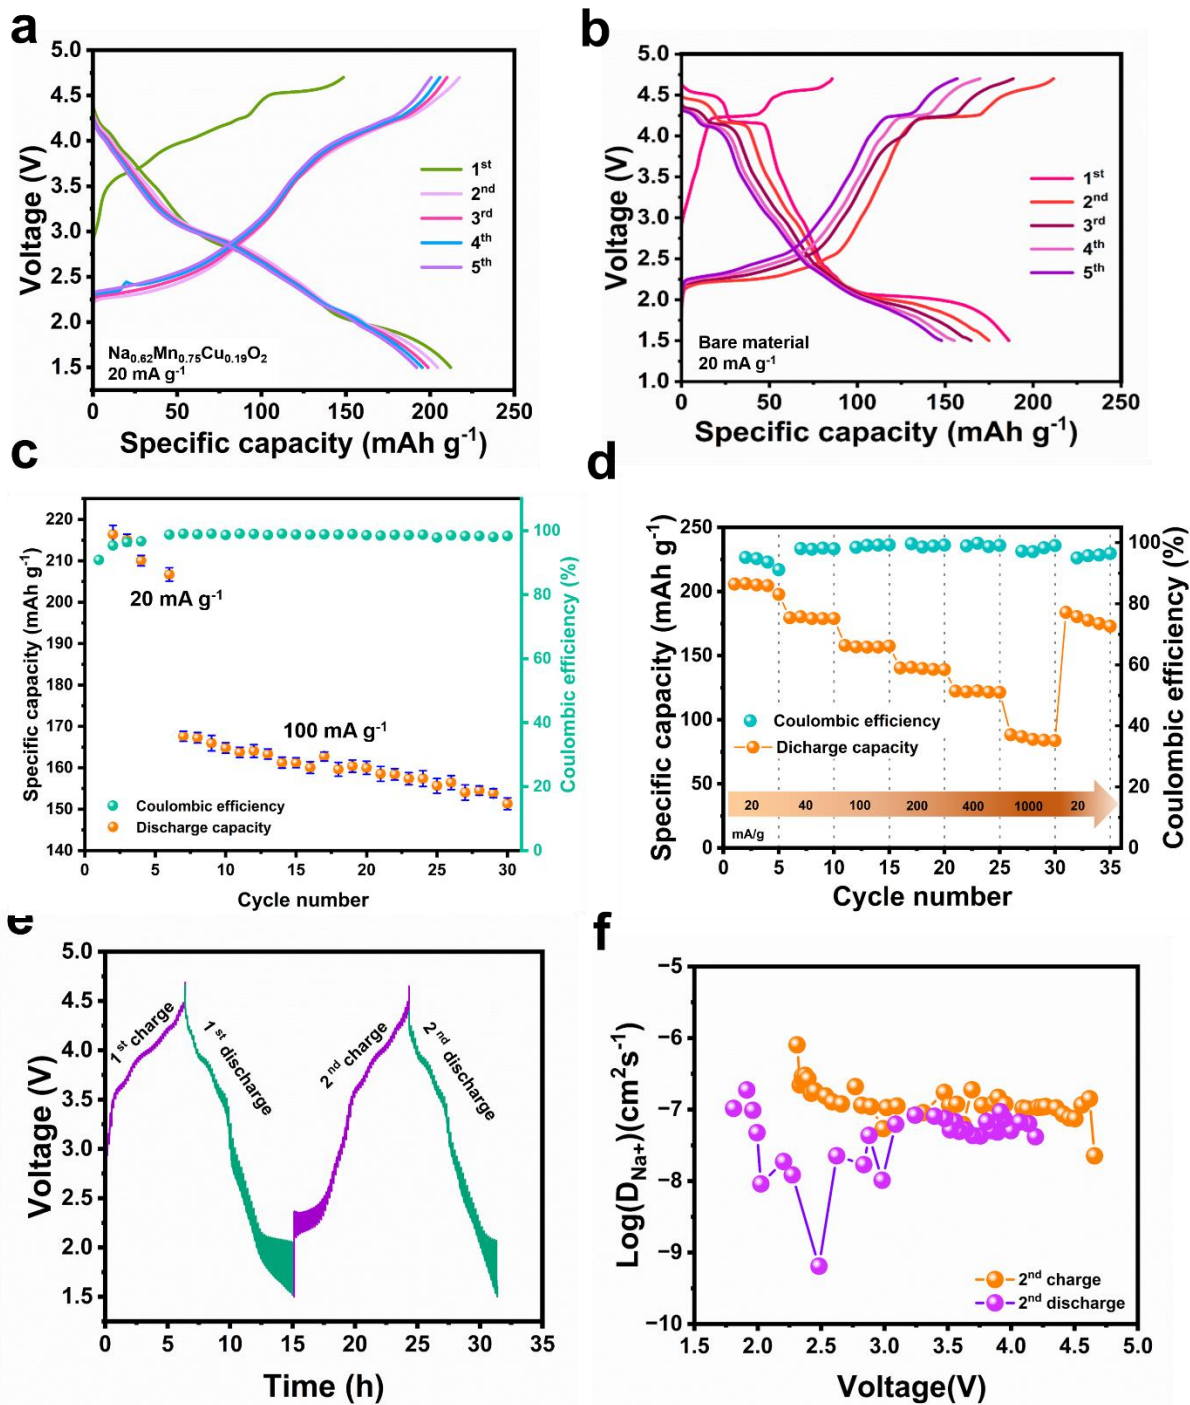 a
5.0
4.5
4.0
3.5
3.0
2.5
2.0
1.5
Voltage (V)
1st
2nd
3rd
4th
5th
Na0.62Mn0.75Cu0.19O2
20 mA g-1
0 50 100 150 200 250
Specific capacity (mAh g-1)
b
5.0
4.5
4.0
3.5
3.0
2.5
2.0
1.5
1.0
Voltage (V)
1st
2nd
3rd
4th
5th
Bare material
20 mA g-1
0 50 100 150 200 250
Specific capacity (mAh g-1)
c
220
210
200
190
180
170
160
150
140
Specific capacity (mAh g-1)
20 mA g-1
100 mA g-1
Coulombic efficiency
Discharge capacity
100
80
60
40
20
0
Coulombic efficiency (%)
0 5 10 15 20 25 30
Cycle number
d
250
200
150
100
50
0
Specific capacity (mAh g-1)
Coulombic efficiency
Dicharge capacity
20 40 100 200 400 1000 20
mA/g
100
80
60
40
20
0
Coulombic efficiency (%)
0 5 10 15 20 25 30 35
Cycle number
e
5.0
4.5
4.0
3.5
3.0
2.5
2.0
1.5
Voltage (V)
1st charge
1st discharge
2nd charge
2nd discharge
0 5 10 15 20 25 30 35
Time (h)
f
−5
−6
−7
−8
−9
−10
Log(DNa+)(cm2s-1)
2nd charge
2nd discharge
1.5 2.0 2.5 3.0 3.5 4.0 4.5 5.0
Voltage(V)